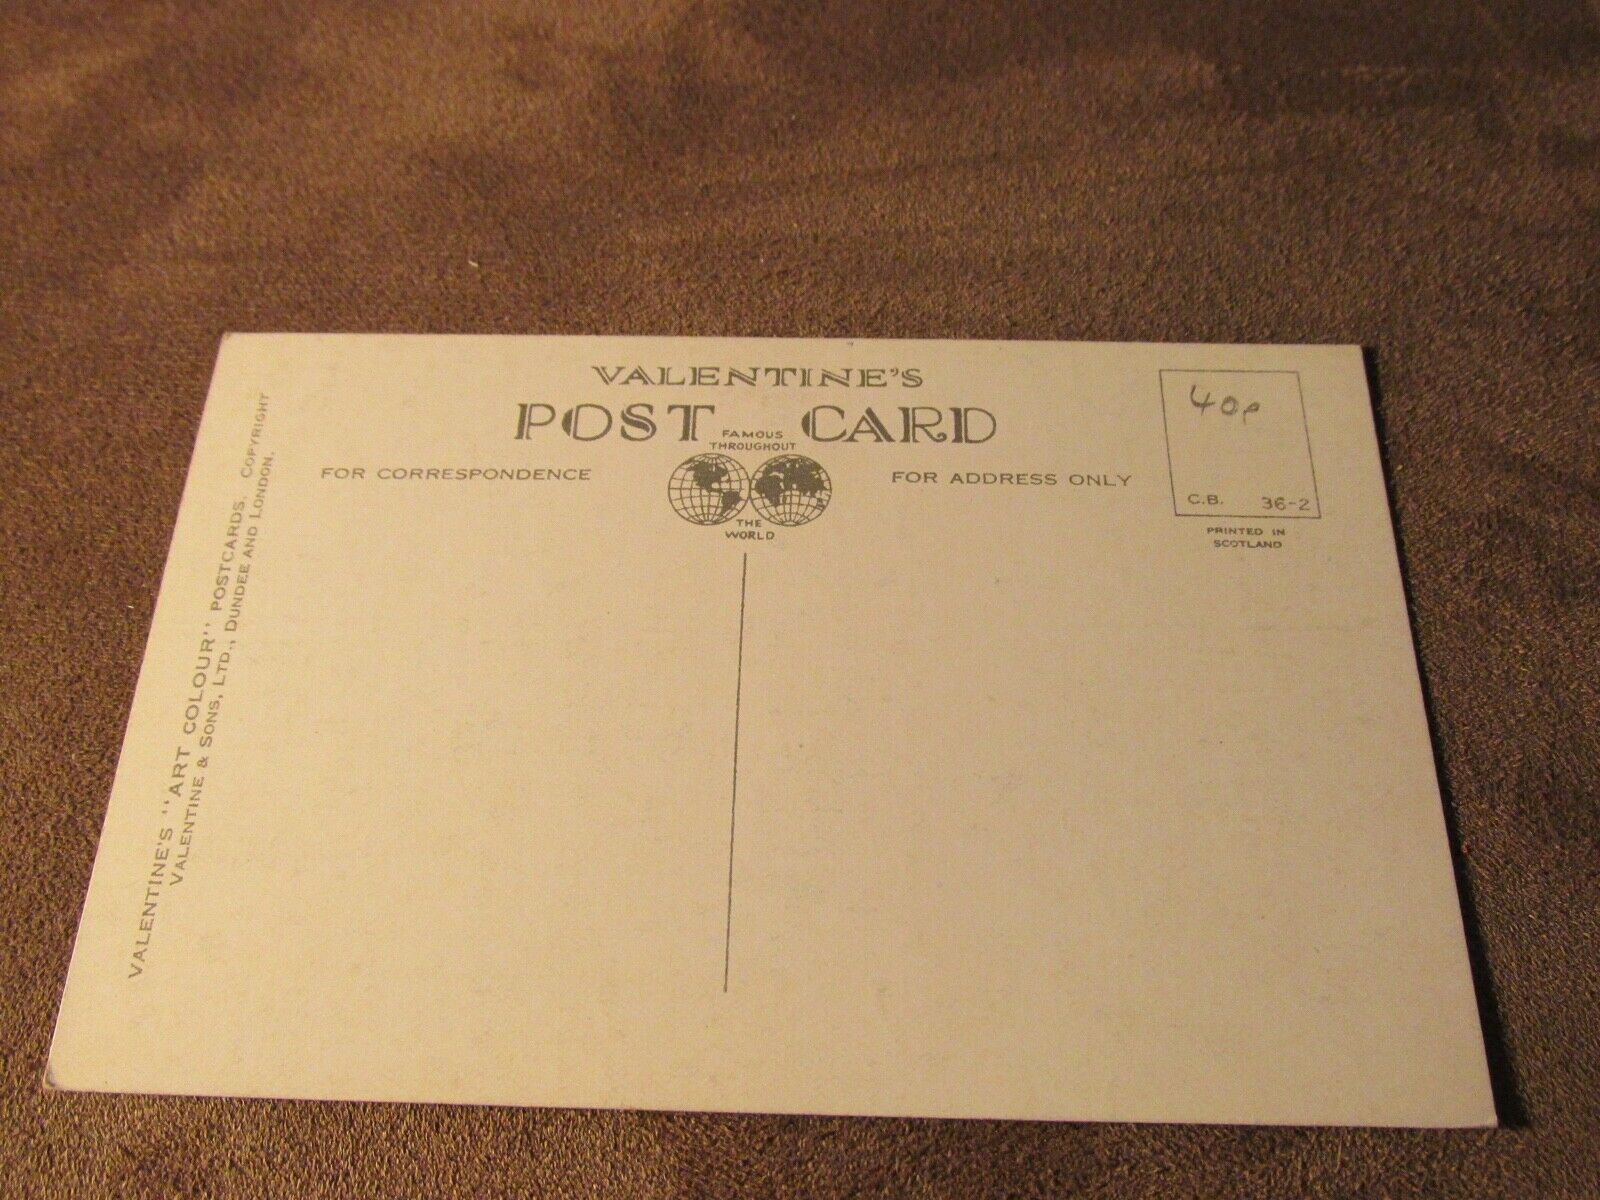 VALENTINE'S
POST CARD
FAMOUS
THROUGHOUT
THE
WORLD
FOR CORRESPONDENCE
FOR ADDRESS ONLY
40p
C.B. 36-2
PRINTED IN
SCOTLAND
VALENTINE'S "ART COLOUR" POSTCARDS. COPYRIGHT
VALENTINE & SONS, LTD., DUNDEE AND LONDON.